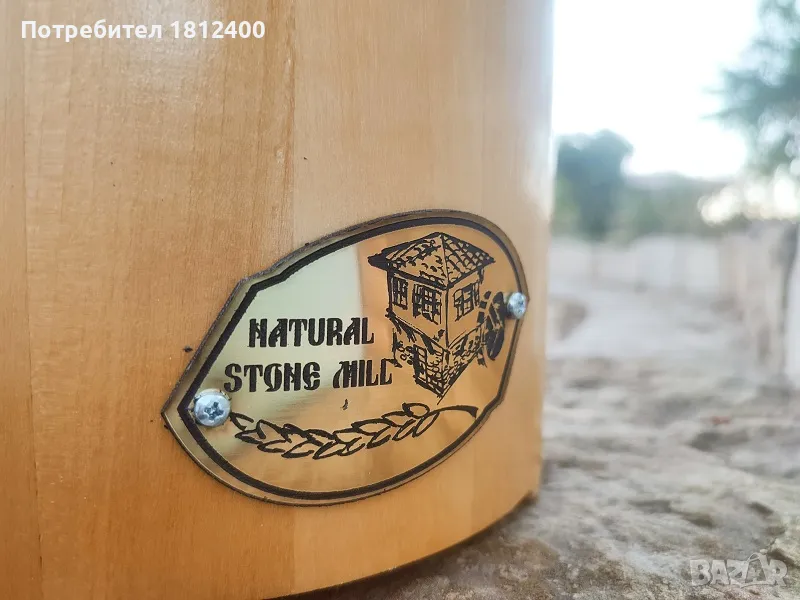 Потребител 1812400
NATURAL
STONE MILL
BAZAR